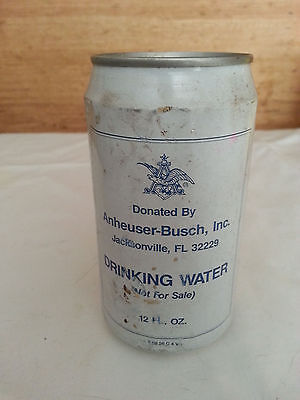 Donated By
Anheuser-Busch, Inc.
Jacksonville, FL 32229
DRINKING WATER
(Not For Sale)
12 FL. OZ.